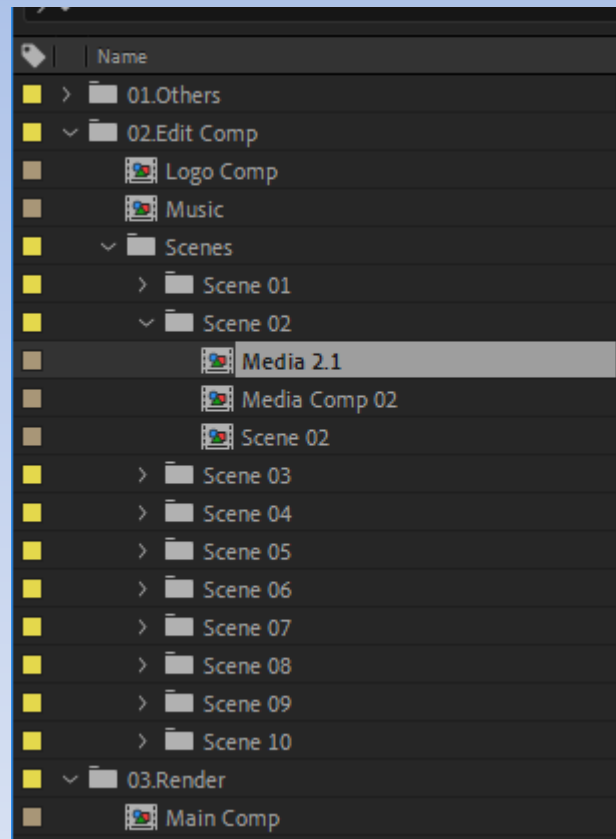 Name
01.Others
02.Edit Comp
Logo Comp
Music
Scenes
Scene 01
Scene 02
Media 2.1
Media Comp 02
Scene 02
Scene 03
Scene 04
Scene 05
Scene 06
Scene 07
Scene 08
Scene 09
Scene 10
03.Render
Main Comp